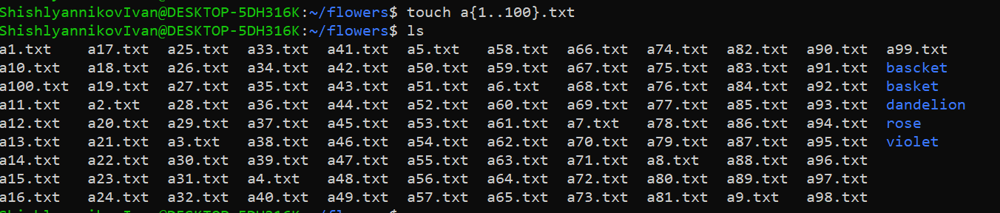 ShishlyannikovIvan@DESKTOP-5DH316K:~/flowers$ touch a{1..100}.txt
ShishlyannikovIvan@DESKTOP-5DH316K:~/flowers$ ls
a1.txt a17.txt a25.txt a33.txt a41.txt a5.txt a58.txt a66.txt a74.txt a82.txt a90.txt a99.txt
a10.txt a18.txt a26.txt a34.txt a42.txt a50.txt a59.txt a67.txt a75.txt a83.txt a91.txt bascket
a100.txt a19.txt a27.txt a35.txt a43.txt a51.txt a6.txt a68.txt a76.txt a84.txt a92.txt basket
a11.txt a2.txt a28.txt a36.txt a44.txt a52.txt a60.txt a69.txt a77.txt a85.txt a93.txt dandelion
a12.txt a20.txt a29.txt a37.txt a45.txt a53.txt a61.txt a7.txt a78.txt a86.txt a94.txt rose
a13.txt a21.txt a3.txt a38.txt a46.txt a54.txt a62.txt a70.txt a79.txt a87.txt a95.txt violet
a14.txt a22.txt a30.txt a39.txt a47.txt a55.txt a63.txt a71.txt a8.txt a88.txt a96.txt
a15.txt a23.txt a31.txt a4.txt a48.txt a56.txt a64.txt a72.txt a80.txt a89.txt a97.txt
a16.txt a24.txt a32.txt a40.txt a49.txt a57.txt a65.txt a73.txt a81.txt a9.txt a98.txt
ShishlyannikovIvan@DESKTOP-5DH316K:~/flowers$